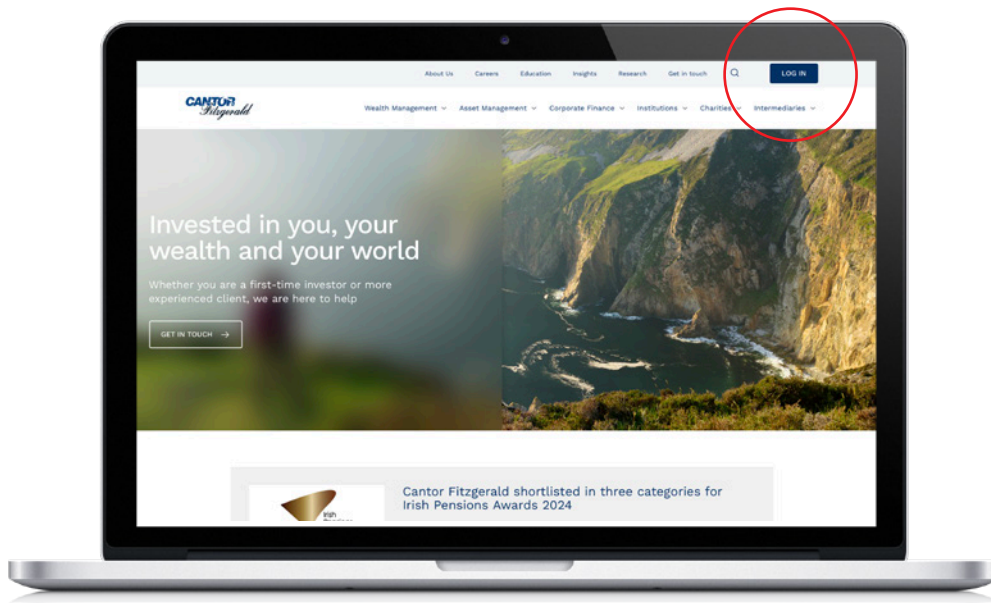 About Us Careers Education Insights Research Get in touch LOG IN
CANTOR
Fitzgerald
Wealth Management Asset Management Corporate Finance Institutions Charities Intermediaries
Invested in you, your
wealth and your world
Whether you are a first-time investor or more
experienced client, we are here to help
GET IN TOUCH
Cantor Fitzgerald shortlisted in three categories for
Irish Pensions Awards 2024
Irish